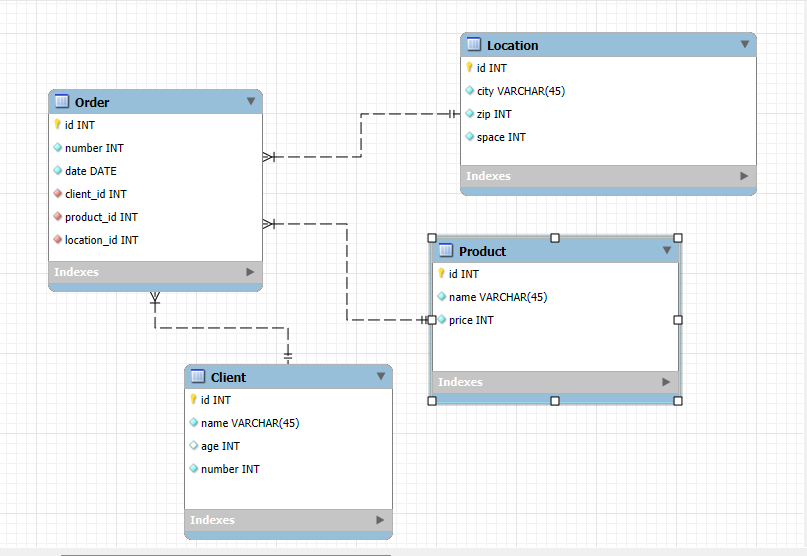 Location
id INT
city VARCHAR(45)
zip INT
space INT
Indexes
Order
id INT
number INT
date DATE
client_id INT
product_id INT
location_id INT
Indexes
Product
id INT
name VARCHAR(45)
price INT
Indexes
Client
id INT
name VARCHAR(45)
age INT
number INT
Indexes